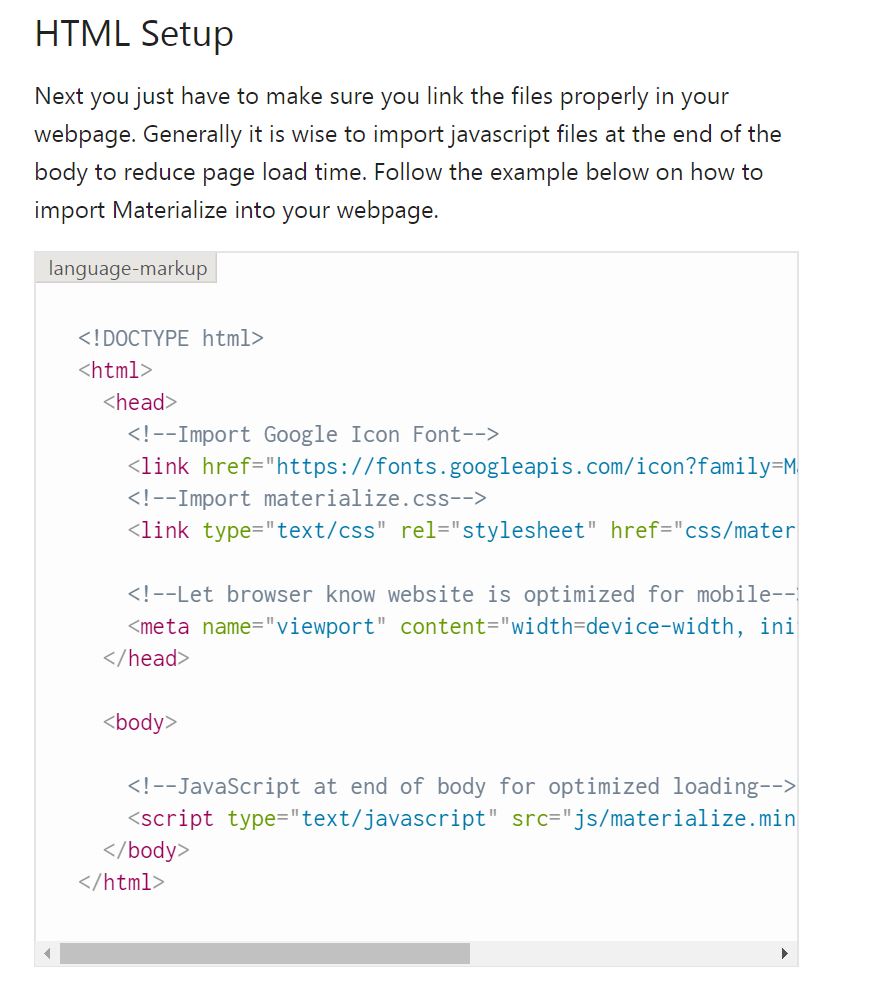 HTML Setup
Next you just have to make sure you link the files properly in your
webpage. Generally it is wise to import javascript files at the end of the
body to reduce page load time. Follow the example below on how to
import Materialize into your webpage.
language-markup
<!DOCTYPE html>
<html>
<head>
<!--Import Google Icon Font-->
<link href="https://fonts.googleapis.com/icon?family=M
<!--Import materialize.css-->
<link type="text/css" rel="stylesheet" href="css/mater
<!--Let browser know website is optimized for mobile--
<meta name="viewport" content="width=device-width, ini
</head>
<body>
<!--JavaScript at end of body for optimized loading-->
<script type="text/javascript" src="js/materialize.min
</body>
</html>